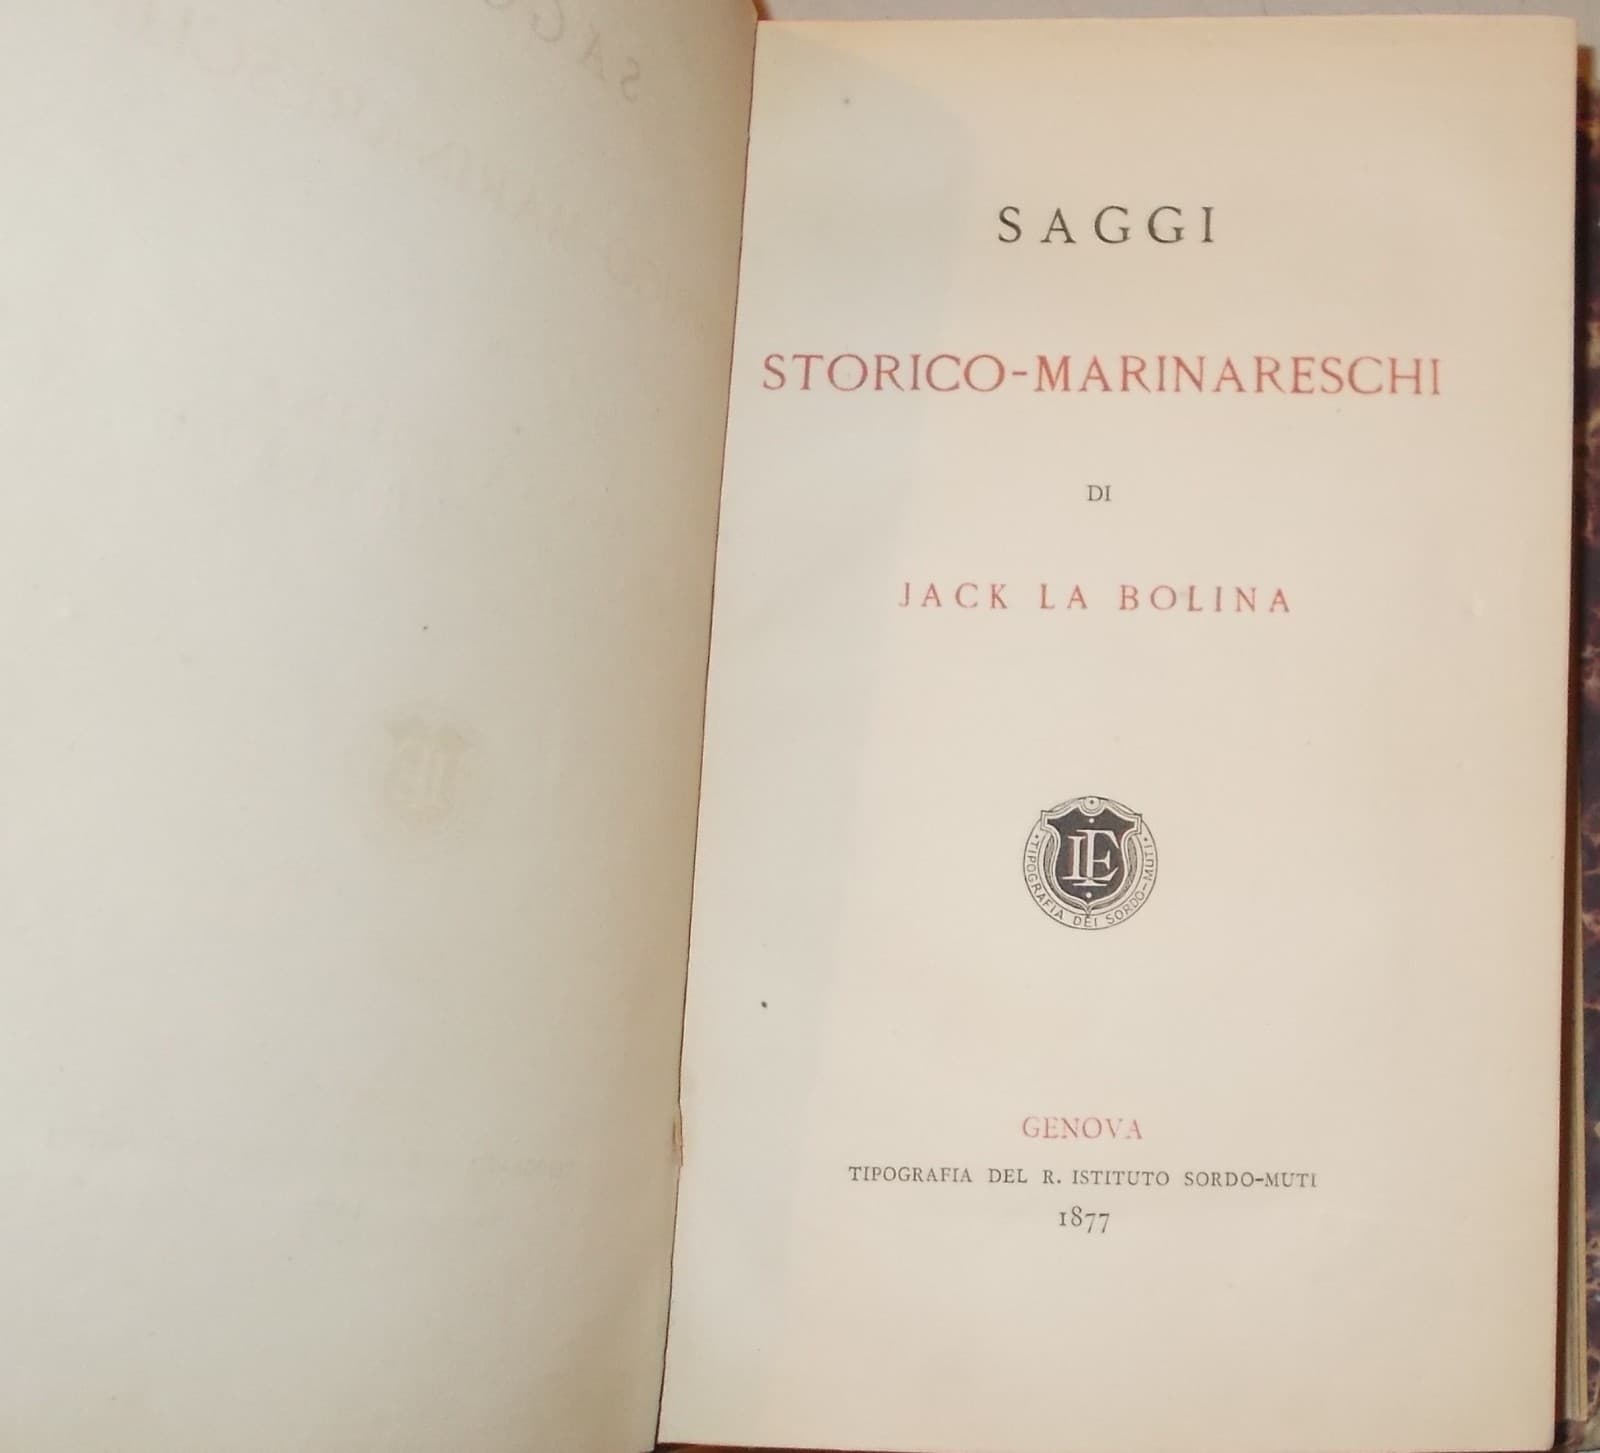 SAGGI
STORICO-MARINARESCHI
DI
JACK LA BOLINA
LE
·TIPOGRAFIA DEI SORDO-MUTI·
GENOVA
TIPOGRAFIA DEL R. ISTITUTO SORDO-MUTI
1877